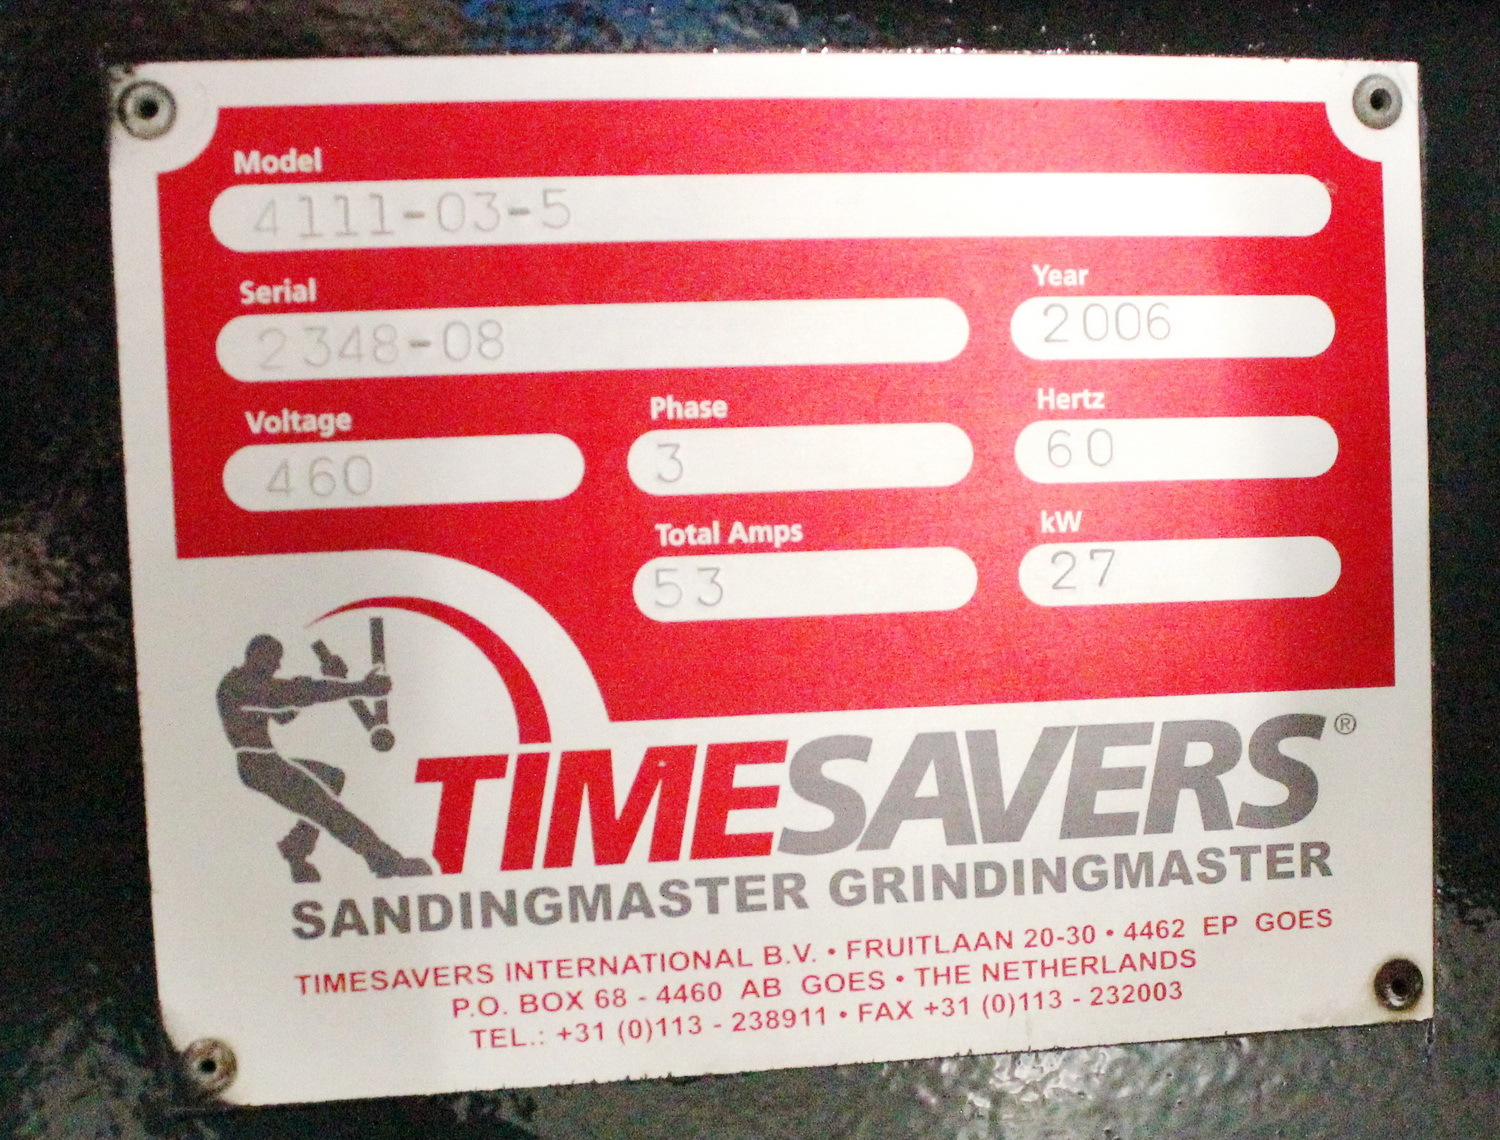 Model
4111-03-5
Serial
2348-08
Year
2006
Voltage
460
Phase
3
Hertz
60
Total Amps
53
kW
27
TIMESAVERS®
SANDINGMASTER GRINDINGMASTER
TIMESAVERS INTERNATIONAL B.V. • FRUITLAAN 20-30 • 4462 EP GOES
P.O. BOX 68 - 4460 AB GOES • THE NETHERLANDS
TEL.: +31 (0)113 - 238911 • FAX +31 (0)113 - 232003